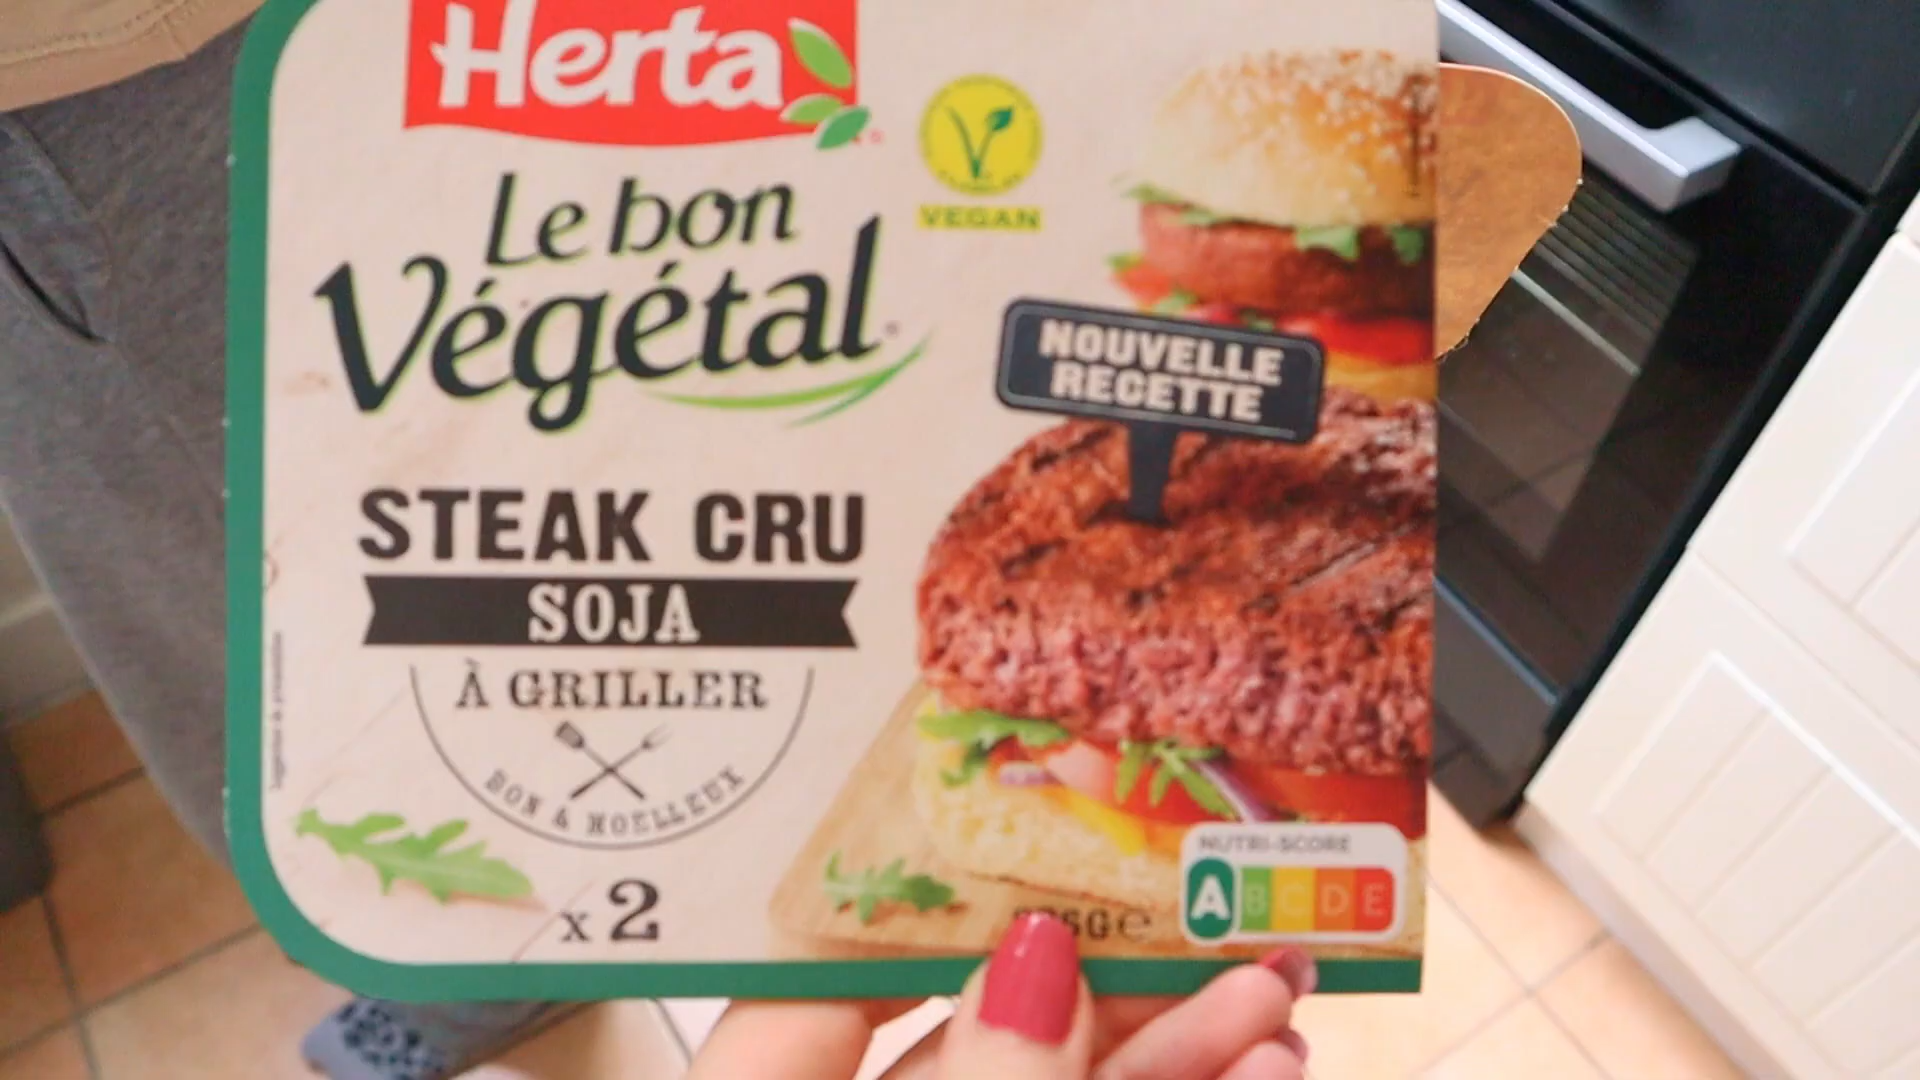 Herta
VEGAN
Le bon
Végétal
NOUVELLE
RECETTE
STEAK CRU
SOJA
À GRILLER
BON & MOELLEUX
x 2
NUTRI-SCORE
A B C D E